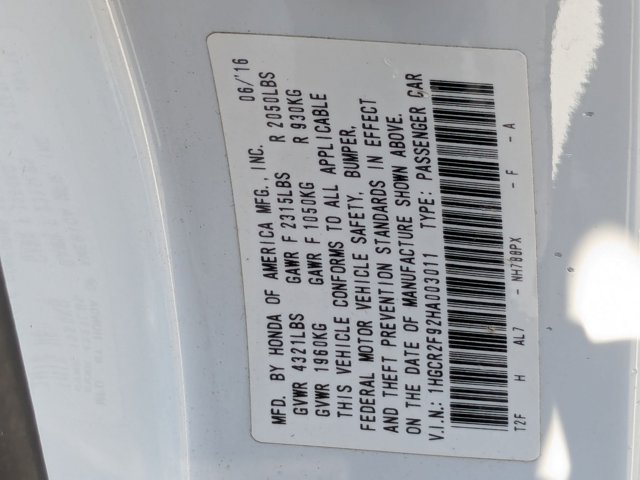 MFD. BY HONDA OF AMERICA MFG., INC. 06/'16
GVWR 4321LBS GAWR F 2315LBS R 2050LBS
GVWR 1960KG GAWR F 1050KG R 930KG
THIS VEHICLE CONFORMS TO ALL APPLICABLE
FEDERAL MOTOR VEHICLE SAFETY, BUMPER,
AND THEFT PREVENTION STANDARDS IN EFFECT
ON THE DATE OF MANUFACTURE SHOWN ABOVE.
V.I.N.: 1HGCR2F92HA003011 TYPE: PASSENGER CAR
T2F H AL7 - NH788PX - F - A